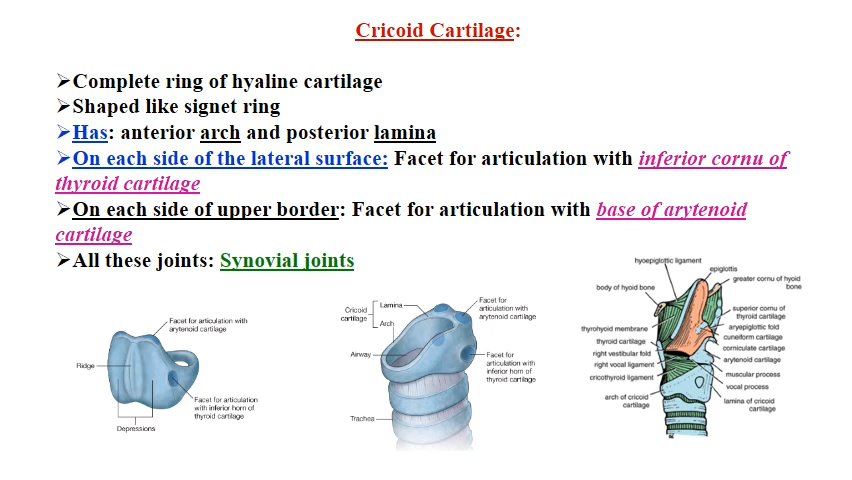 Cricoid Cartilage:
➢Complete ring of hyaline cartilage
➢Shaped like signet ring
➢Has: anterior arch and posterior lamina
➢On each side of the lateral surface: Facet for articulation with inferior cornu of
thyroid cartilage
➢On each side of upper border: Facet for articulation with base of arytenoid
cartilage
➢All these joints: Synovial joints
Facet for articulation with
arytenoid cartilage
Ridge
Facet for articulation
with inferior horn of
thyroid cartilage
Depressions
Cricoid
cartilage
Lamina
Arch
Airway
Trachea
Facet for
articulation with
arytenoid cartilage
Facet for
articulation with
inferior horn of
thyroid cartilage
hyoepiglottic ligament
epiglottis
greater cornu of hyoid
bone
body of hyoid bone
superior cornu of
thyroid cartilage
thyrohyoid membrane
aryepiglottic fold
thyroid cartilage
cuneiform cartilage
corniculate cartilage
right vestibular fold
arytenoid cartilage
right vocal ligament
cricothyroid ligament
muscular process
vocal process
arch of cricoid
cartilage
lamina of cricoid
cartilage